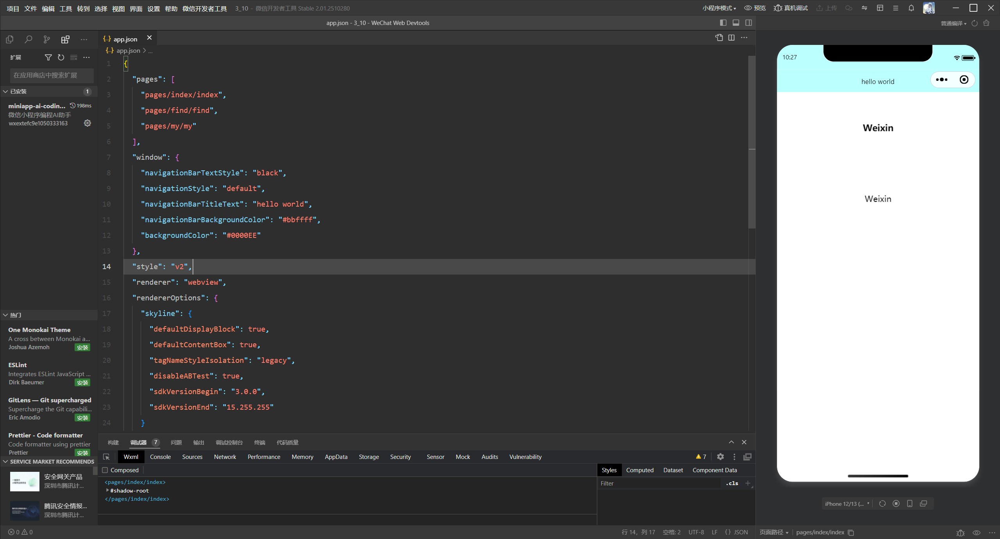 项目 文件 编辑 工具 转到 选择 视图 界面 设置 帮助 微信开发者工具 3_10 - 微信开发者工具 Stable 2.01.2510280
小程序模式 预览 真机调试 上传
app.json - 3_10 - WeChat Web Devtools
普通编译
扩展
在应用商店中搜索扩展
已安装 1
miniapp-ai-codin... 198ms
微信小程序编程AI助手
wxextefc9e1050333163
热门
One Monokai Theme
A cross between Monokai a...
Joshua Azemoh 安装
ESLint
Integrates ESLint JavaScript ...
Dirk Baeumer 安装
GitLens — Git supercharged
Supercharge the Git capabili...
Eric Amodio 安装
Prettier - Code formatter
Code formatter using prettier
Prettier 安装
SERVICE MARKET RECOMMENDS
安全网关产品
深圳市腾讯计...
腾讯安全情报...
深圳市腾讯计...
{..} app.json
{..} app.json > ...
1 {
2 "pages": [
3 "pages/index/index",
4 "pages/find/find",
5 "pages/my/my"
6 ],
7 "window": {
8 "navigationBarTextStyle": "black",
9 "navigationStyle": "default",
10 "navigationBarTitleText": "hello world",
11 "navigationBarBackgroundColor": "#bbffff",
12 "backgroundColor": "#0000EE"
13 },
14 "style": "v2",
15 "renderer": "webview",
16 "rendererOptions": {
17 "skyline": {
18 "defaultDisplayBlock": true,
19 "defaultContentBox": true,
20 "tagNameStyleIsolation": "legacy",
21 "disableABTest": true,
22 "sdkVersionBegin": "3.0.0",
23 "sdkVersionEnd": "15.255.255"
24 }
构建 调试器 7 问题 输出 调试控制台 终端 代码质量
Wxml Console Sources Network Performance Memory AppData Storage Security Sensor Mock Audits Vulnerability 7
Composed
<pages/index/index>
#shadow-root
</pages/index/index>
Styles Computed Dataset Component Data
Filter .cls
10:27
hello world
Weixin
Weixin
iPhone 12/13 (...
0 0
行 14，列 17 空格: 2 UTF-8 LF {} JSON
页面路径 pages/index/index